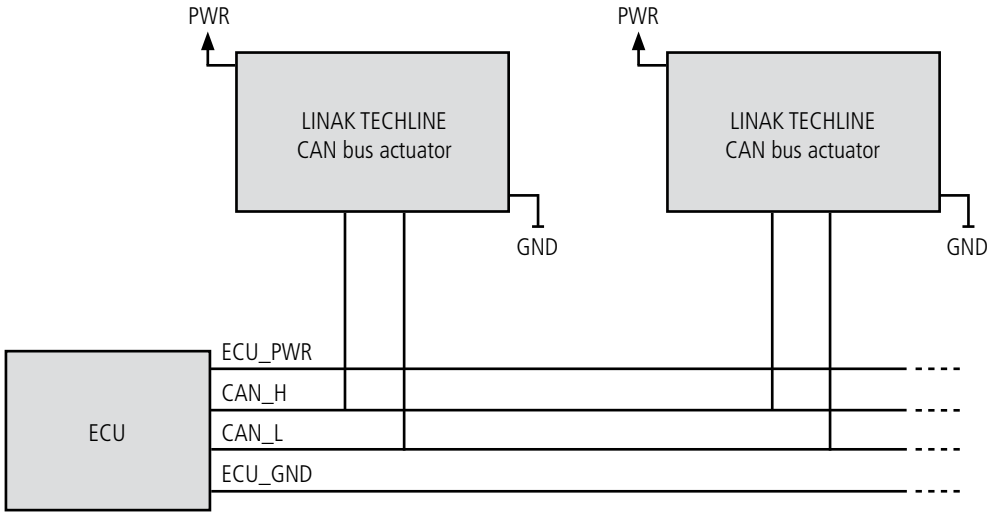 PWR
PWR
LINAK TECHLINE
CAN bus actuator
LINAK TECHLINE
CAN bus actuator
GND
GND
ECU
ECU_PWR
CAN_H
CAN_L
ECU_GND